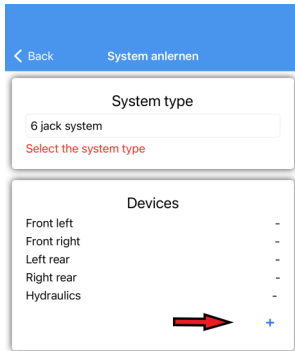 Back System anlernen
System type
6 jack system
Select the system type
Devices
Front left -
Front right -
Left rear -
Right rear -
Hydraulics -
+